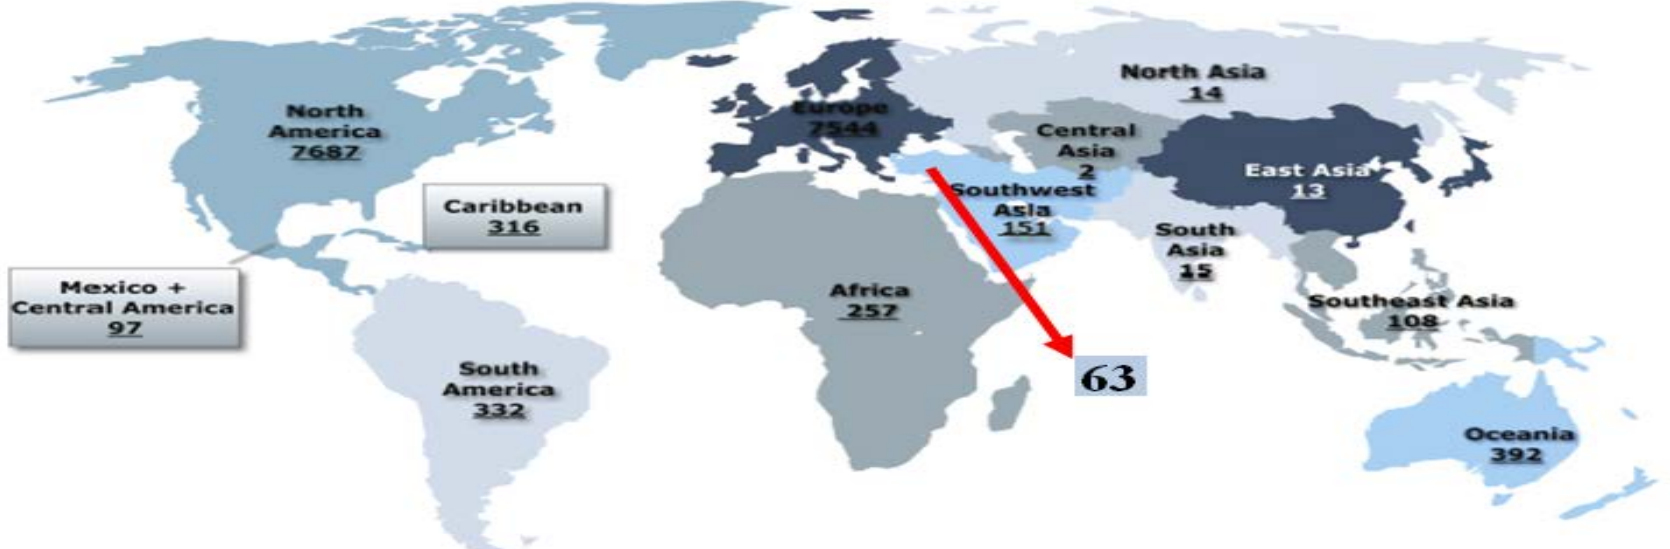 North
America
7687
Caribbean
316
Mexico +
Central America
97
South
America
332
Europe
7544
Africa
257
North Asia
14
Central
Asia
2
East Asia
13
Southwest
Asia
151
South
Asia
15
Southeast Asia
108
63
Oceania
392